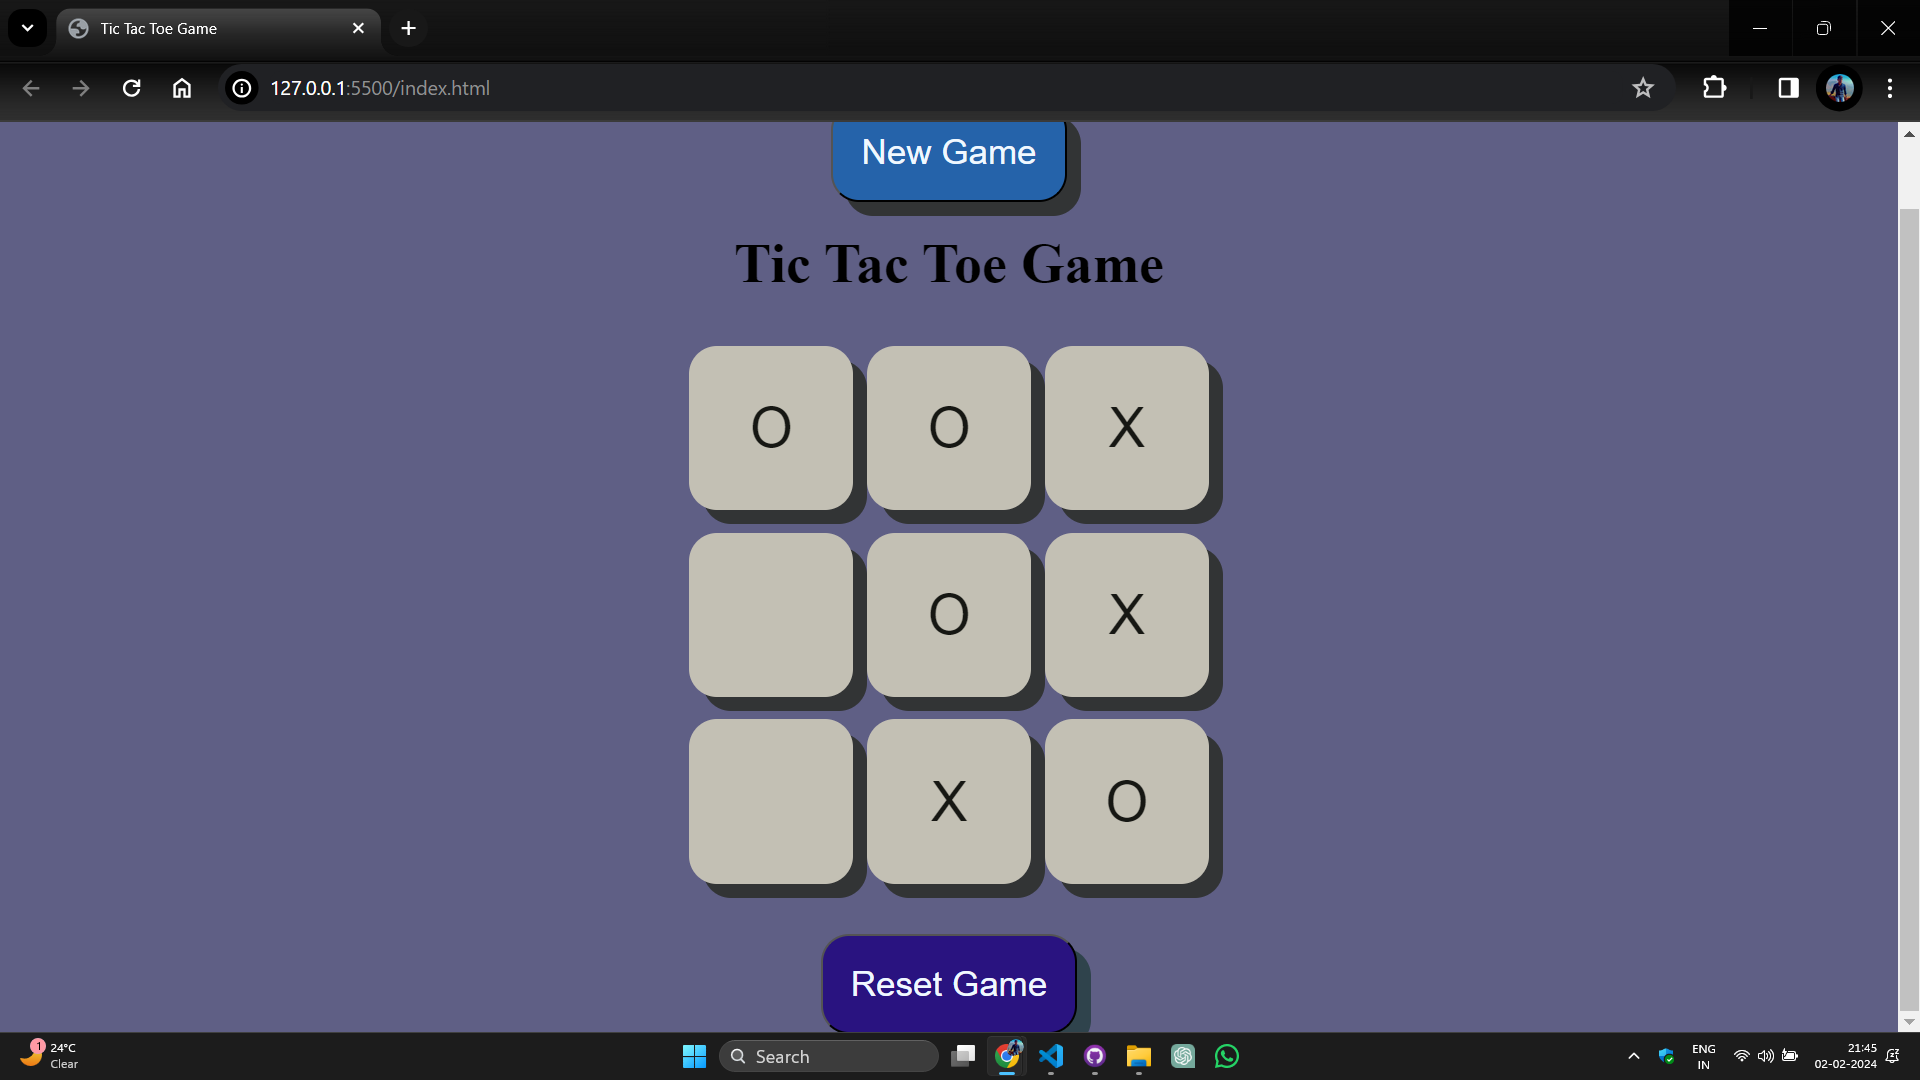 Tic Tac Toe Game
127.0.0.1:5500/index.html
New Game
Tic Tac Toe Game
O O X
O X
X O
Reset Game
1
24°C
Clear
Search
ENG
IN
21:45
02-02-2024